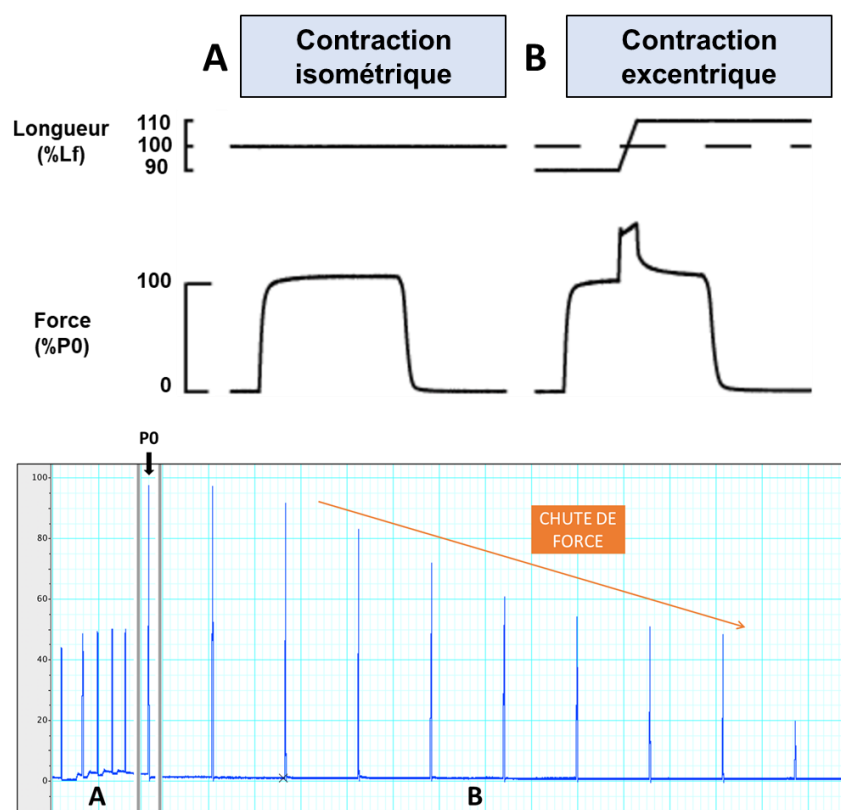 A
Contraction
isométrique
B
Contraction
excentrique
Longueur
(%Lf)
110
100
90
Force
(%P0)
100
0
P0
100
80
60
40
20
0
CHUTE DE
FORCE
A
B